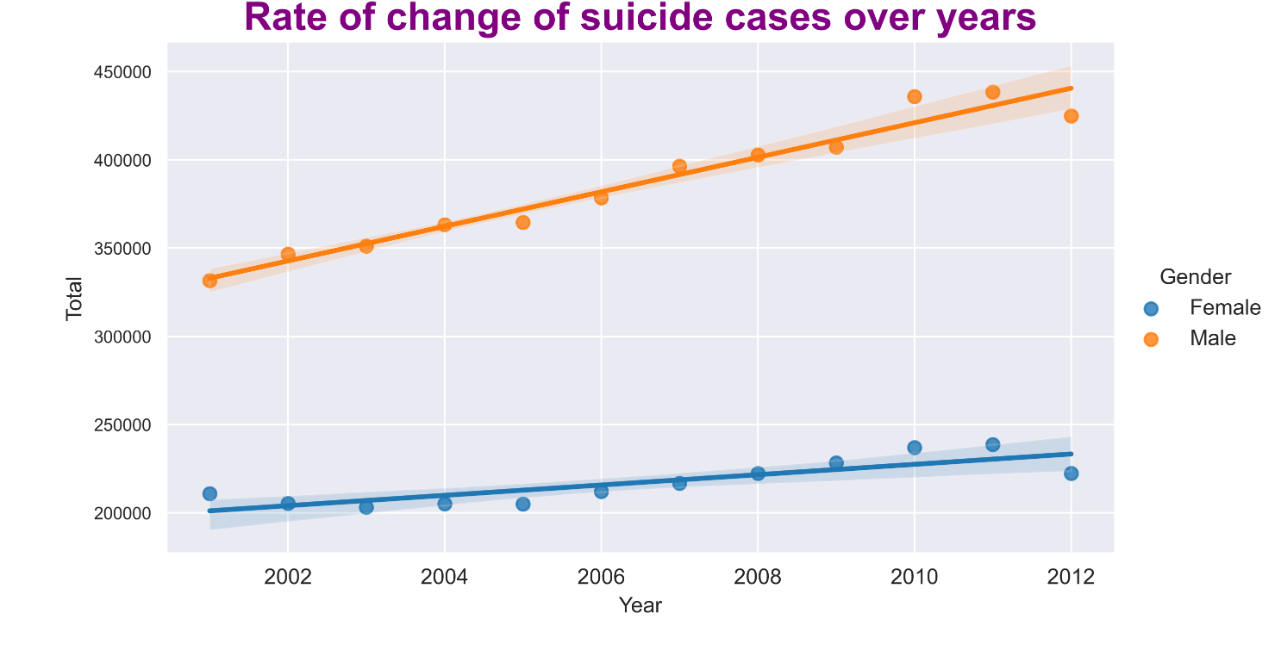 Rate of change of suicide cases over years
450000
400000
350000
300000
250000
200000
Total
2002 2004 2006 2008 2010 2012
Year
Gender
Female
Male